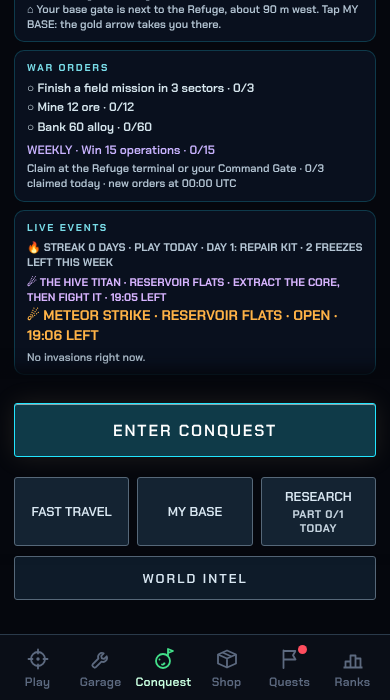 ⌂ Your base gate is next to the Refuge, about 90 m west. Tap MY
BASE: the gold arrow takes you there.
WAR ORDERS
○ Finish a field mission in 3 sectors · 0/3
○ Mine 12 ore · 0/12
○ Bank 60 alloy · 0/60
WEEKLY · Win 15 operations · 0/15
Claim at the Refuge terminal or your Command Gate · 0/3
claimed today · new orders at 00:00 UTC
LIVE EVENTS
🔥 STREAK 0 DAYS · PLAY TODAY · DAY 1: REPAIR KIT · 2 FREEZES
LEFT THIS WEEK
☄ THE HIVE TITAN · RESERVOIR FLATS · EXTRACT THE CORE,
THEN FIGHT IT · 19:05 LEFT
☄ METEOR STRIKE · RESERVOIR FLATS · OPEN ·
19:06 LEFT
No invasions right now.
ENTER CONQUEST
FAST TRAVEL
MY BASE
RESEARCH
PART 0/1
TODAY
WORLD INTEL
Play
Garage
Conquest
Shop
Quests
Ranks